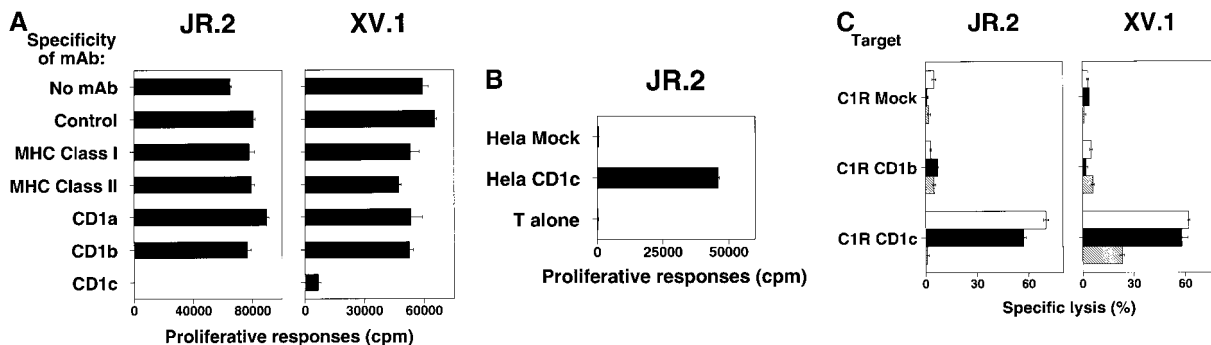 A
JR.2
XV.1
Specificity
of mAb:
No mAb
Control
MHC Class I
MHC Class II
CD1a
CD1b
CD1c
0
40000
80000
0
20000
40000
60000
Proliferative responses (cpm)
B
JR.2
Hela Mock
Hela CD1c
T alone
0
25000
50000
Proliferative responses (cpm)
C
Target
JR.2
XV.1
C1R Mock
C1R CD1b
C1R CD1c
0
30
60
0
30
60
Specific lysis (%)